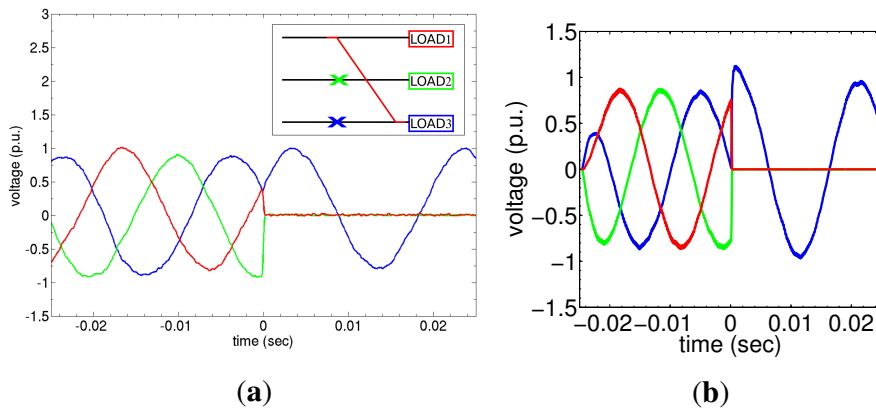 3
2.5
2
1.5
1
0.5
0
-0.5
-1
-1.5
voltage (p.u.)
-0.02 -0.01 0 0.01 0.02
time (sec)
LOAD1
LOAD2
LOAD3
(a)
1.5
1
0.5
0
−0.5
−1
−1.5
voltage (p.u.)
−0.02 −0.01 0 0.01 0.02
time (sec)
(b)